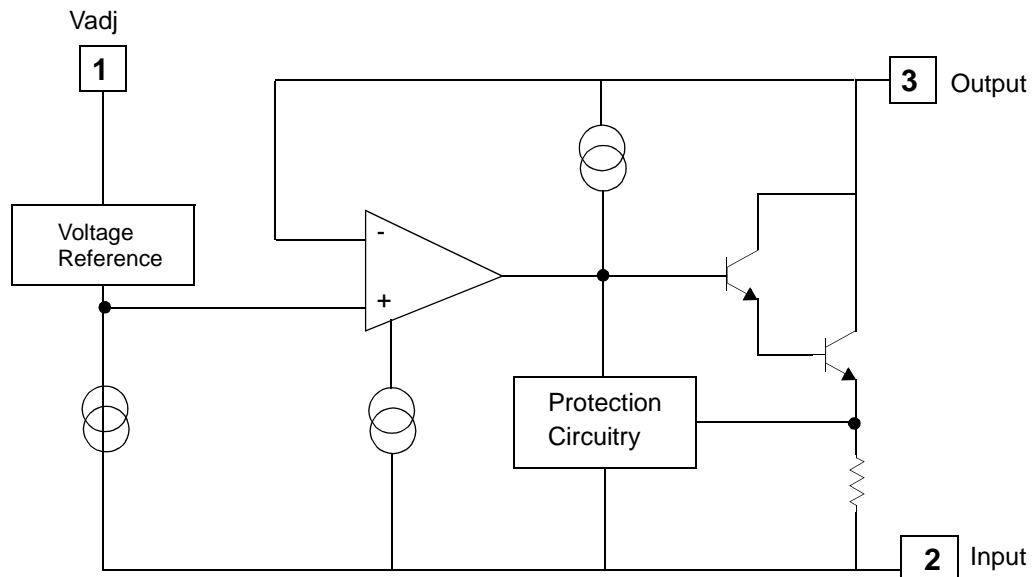 Vadj
1
3
Output
Voltage
Reference
-
+
Protection
Circuitry
2
Input